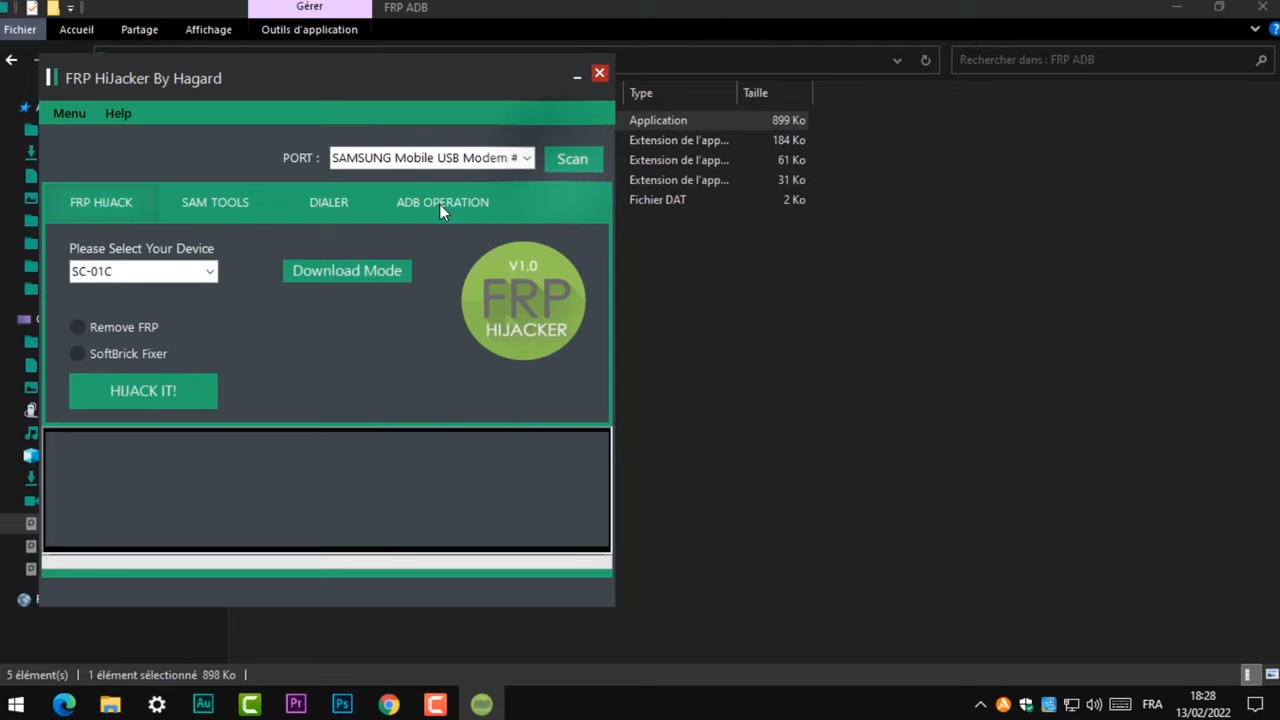 Gérer
FRP ADB
Fichier
Accueil
Partage
Affichage
Outils d'application
Rechercher dans : FRP ADB
FRP HiJacker By Hagard
Menu
Help
Type
Taille
Application
899 Ko
Extension de l'app...
184 Ko
Extension de l'app...
61 Ko
Extension de l'app...
31 Ko
Fichier DAT
2 Ko
PORT :
SAMSUNG Mobile USB Modem #
Scan
FRP HIJACK
SAM TOOLS
DIALER
ADB OPERATION
Please Select Your Device
SC-01C
Download Mode
V1.0
FRP
HIJACKER
Remove FRP
SoftBrick Fixer
HIJACK IT!
5 élément(s)
1 élément sélectionné 898 Ko
Au
Pr
Ps
FRA
18:28
13/02/2022